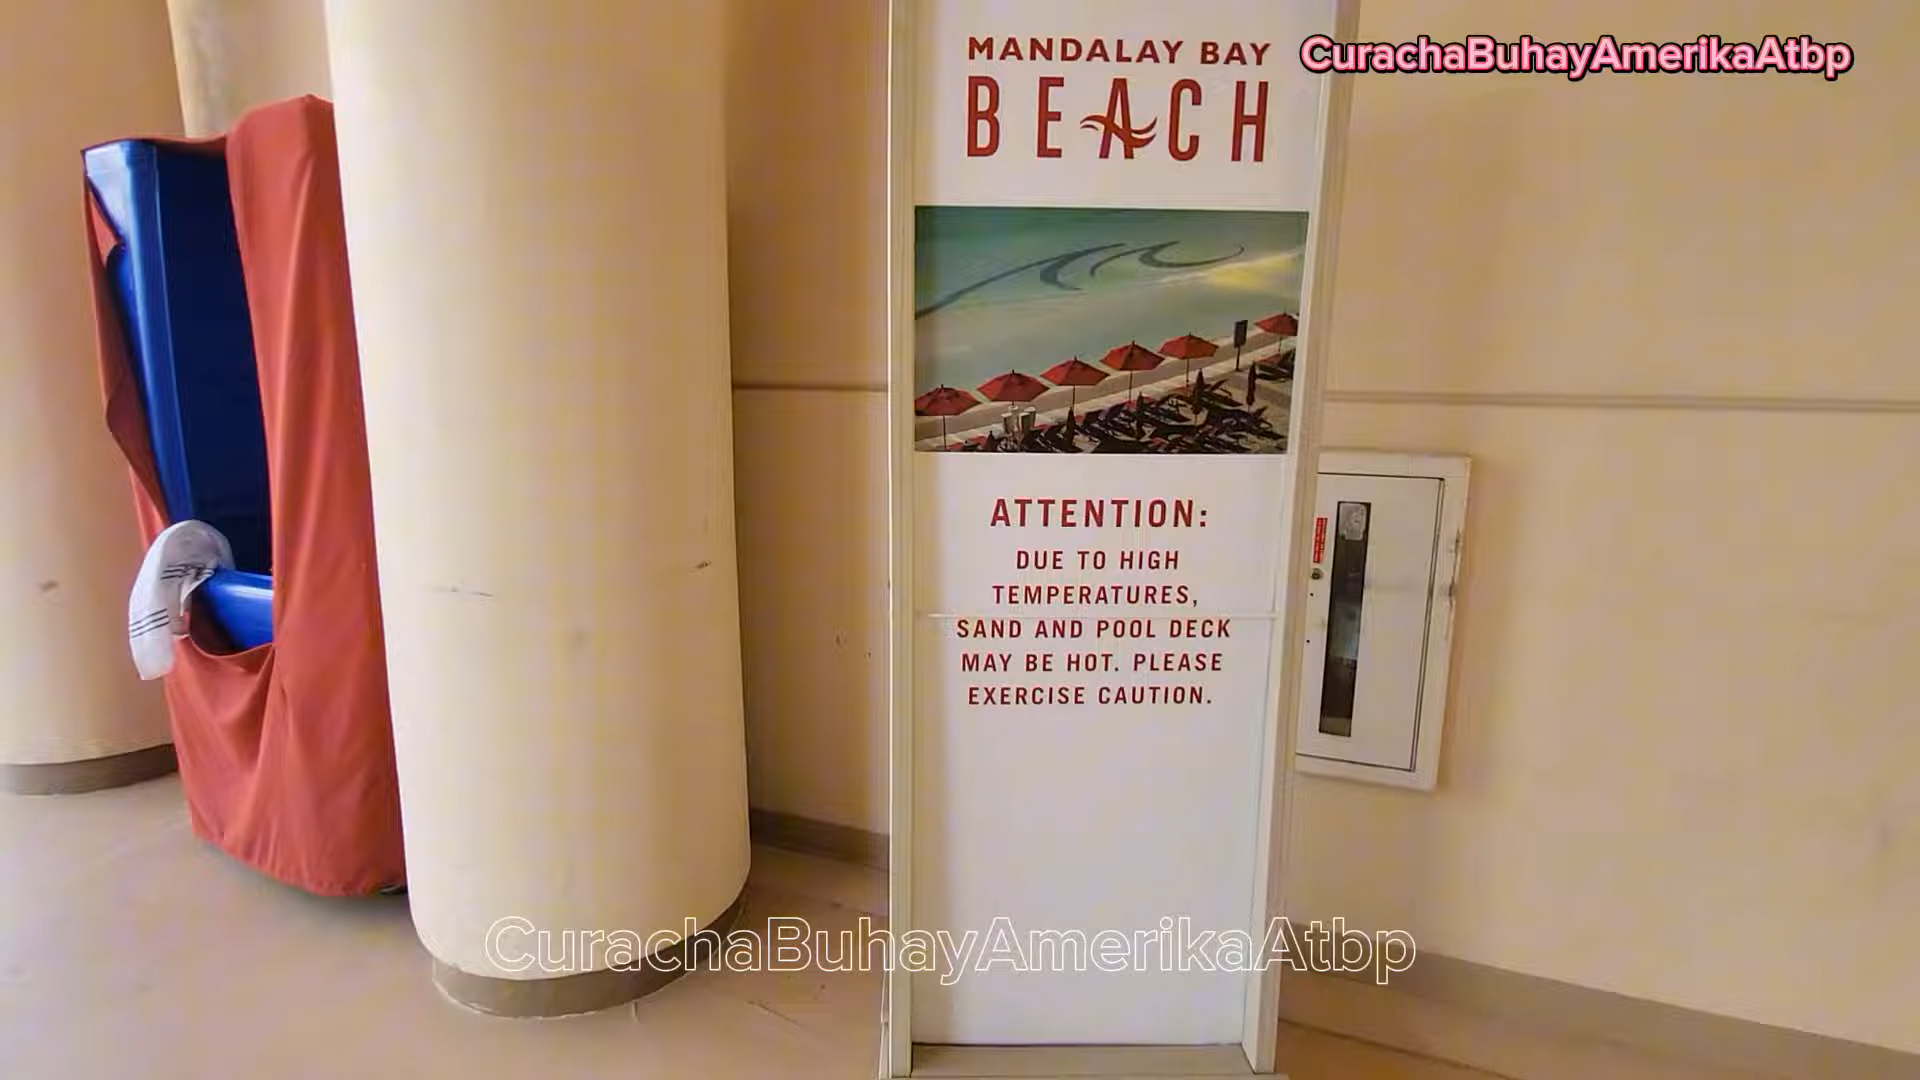 MANDALAY BAY
BEACH
CurachaBuhayAmerikaAtbp
ATTENTION:
DUE TO HIGH
TEMPERATURES,
SAND AND POOL DECK
MAY BE HOT. PLEASE
EXERCISE CAUTION.
CurachaBuhayAmerikaAtbp